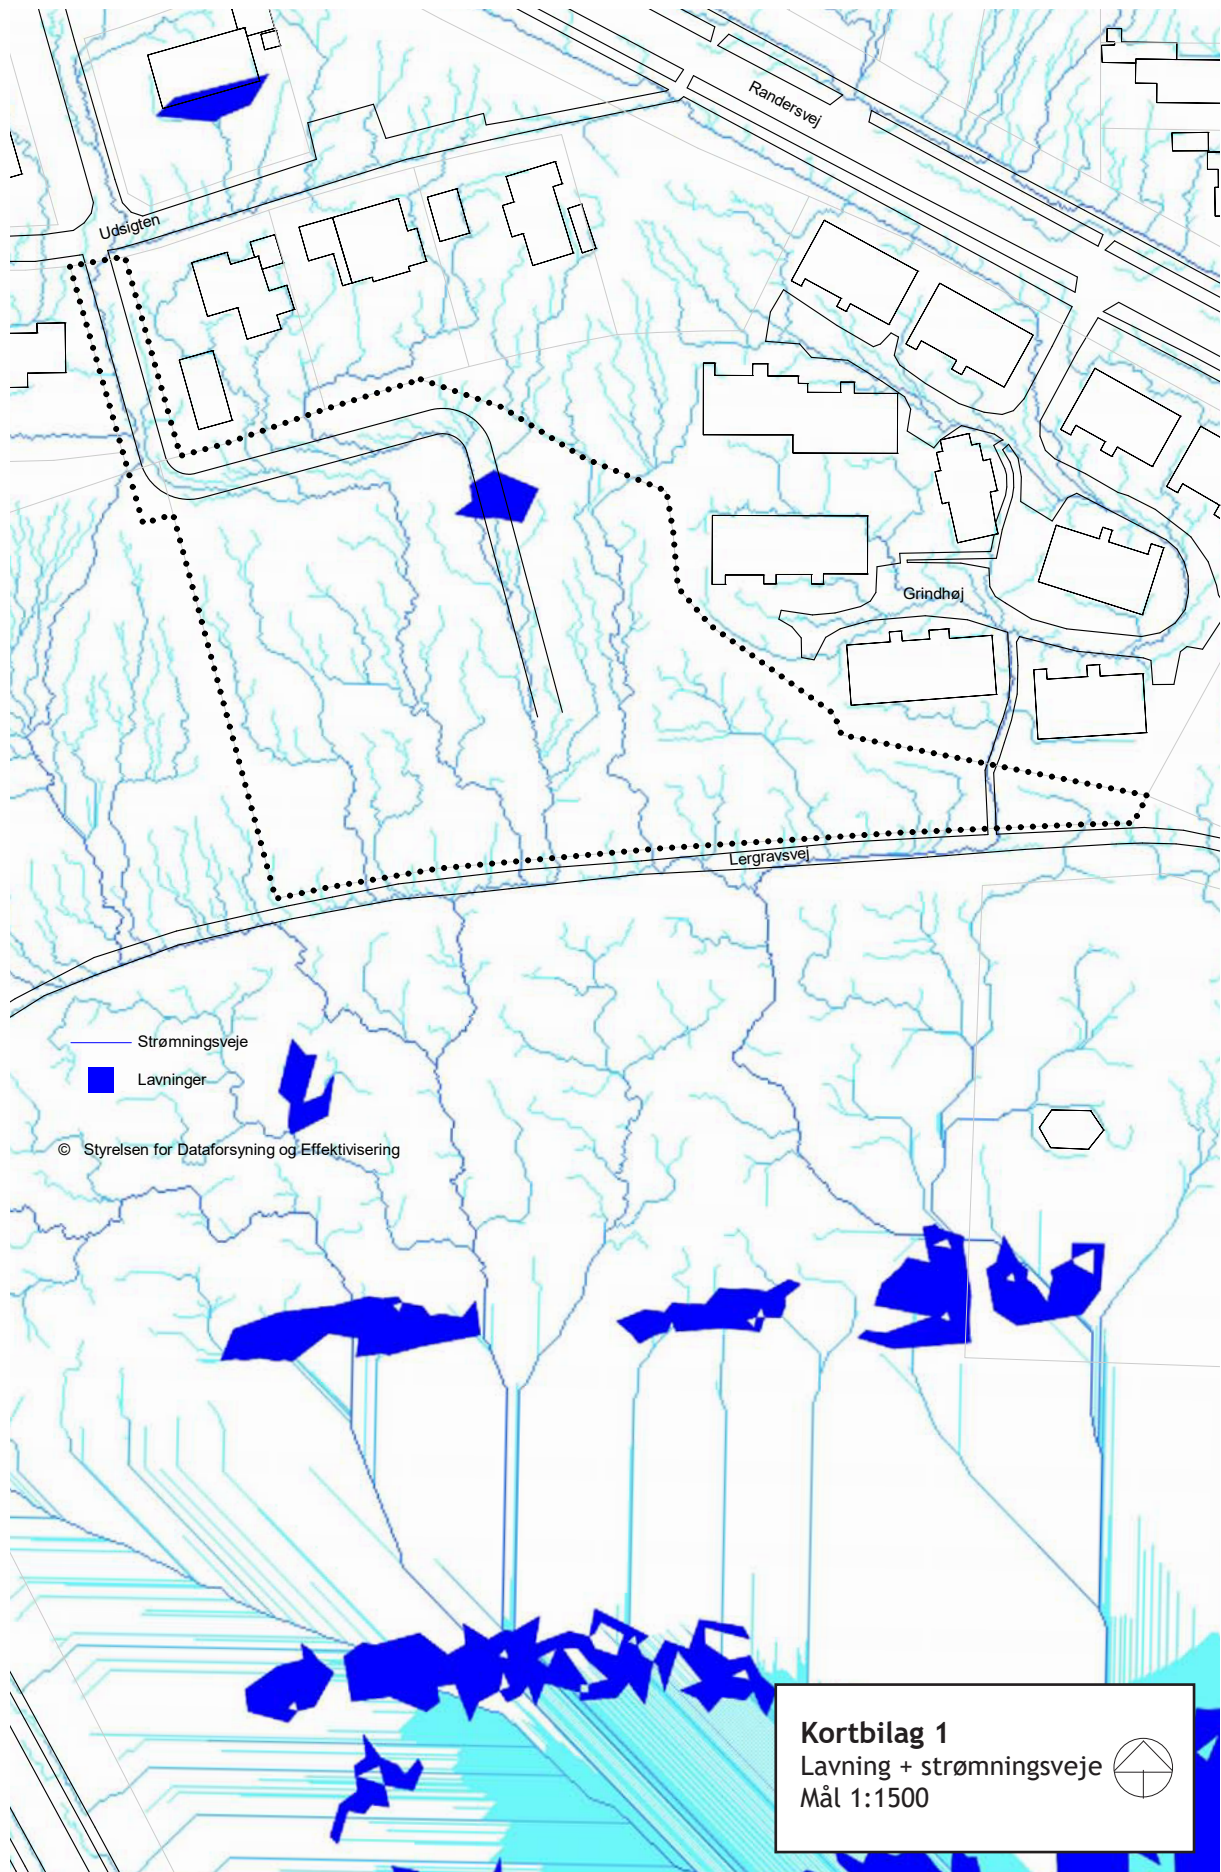 Randersvej
Udsigten
Grindhøj
Lergravsvej
Strømningsveje
Lavninger
© Styrelsen for Dataforsyning og Effektivisering
Kortbilag 1
Lavning + strømningsveje
Mål 1:1500